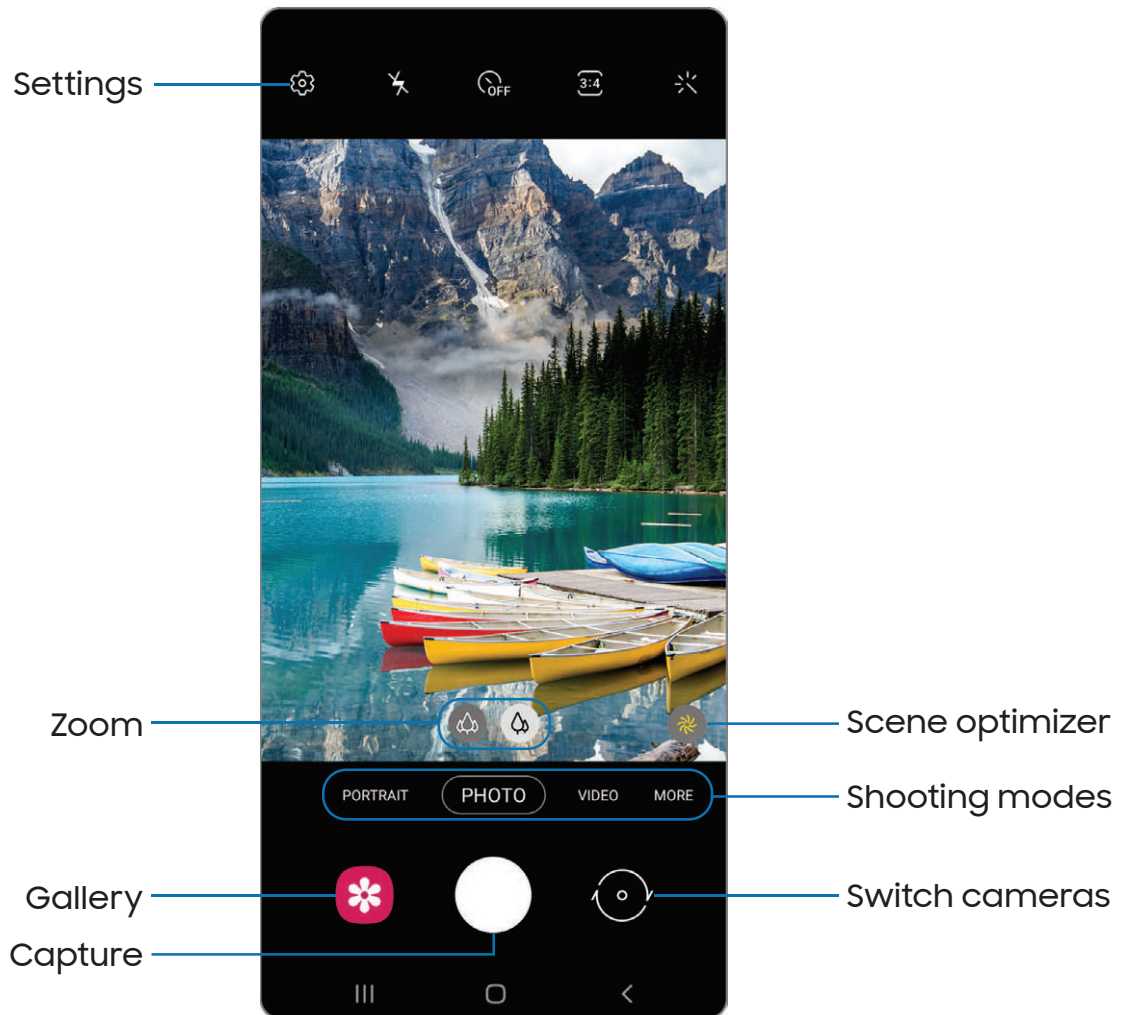 Settings
OFF
3:4
Zoom
Scene optimizer
PORTRAIT PHOTO VIDEO MORE
Shooting modes
Gallery
Switch cameras
Capture